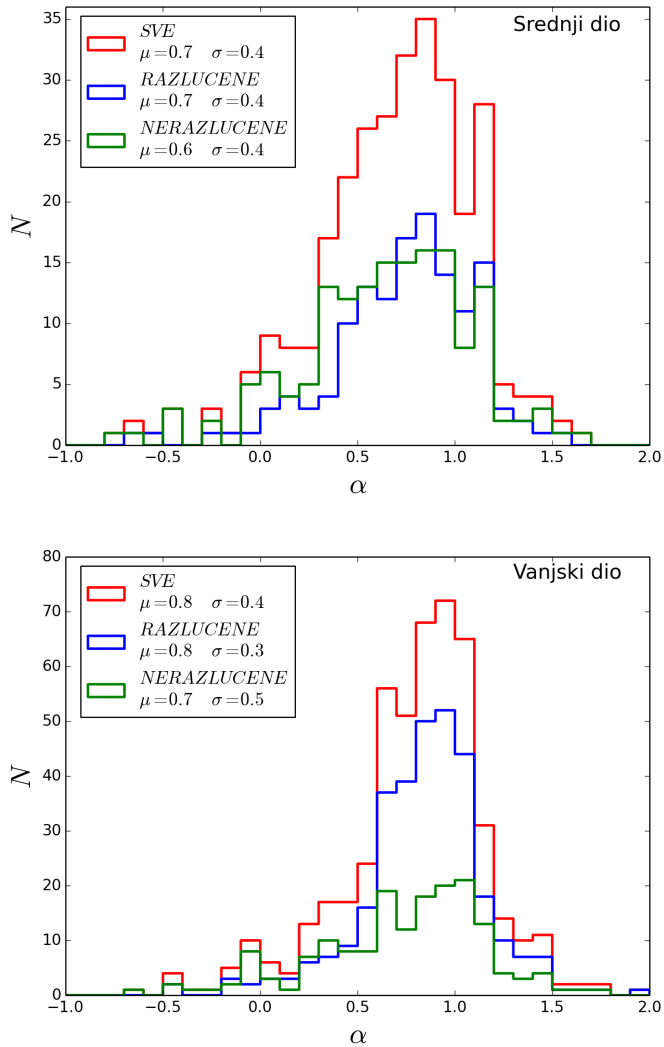 Srednji dio
SVE
μ=0.7 σ=0.4
RAZLUCENE
μ=0.7 σ=0.4
NERAZLUCENE
μ=0.6 σ=0.4
35
30
25
20
15
10
5
0
N
−1.0 −0.5 0.0 0.5 1.0 1.5 2.0
α
Vanjski dio
SVE
μ=0.8 σ=0.4
RAZLUCENE
μ=0.8 σ=0.3
NERAZLUCENE
μ=0.7 σ=0.5
80
70
60
50
40
30
20
10
0
N
−1.0 −0.5 0.0 0.5 1.0 1.5 2.0
α